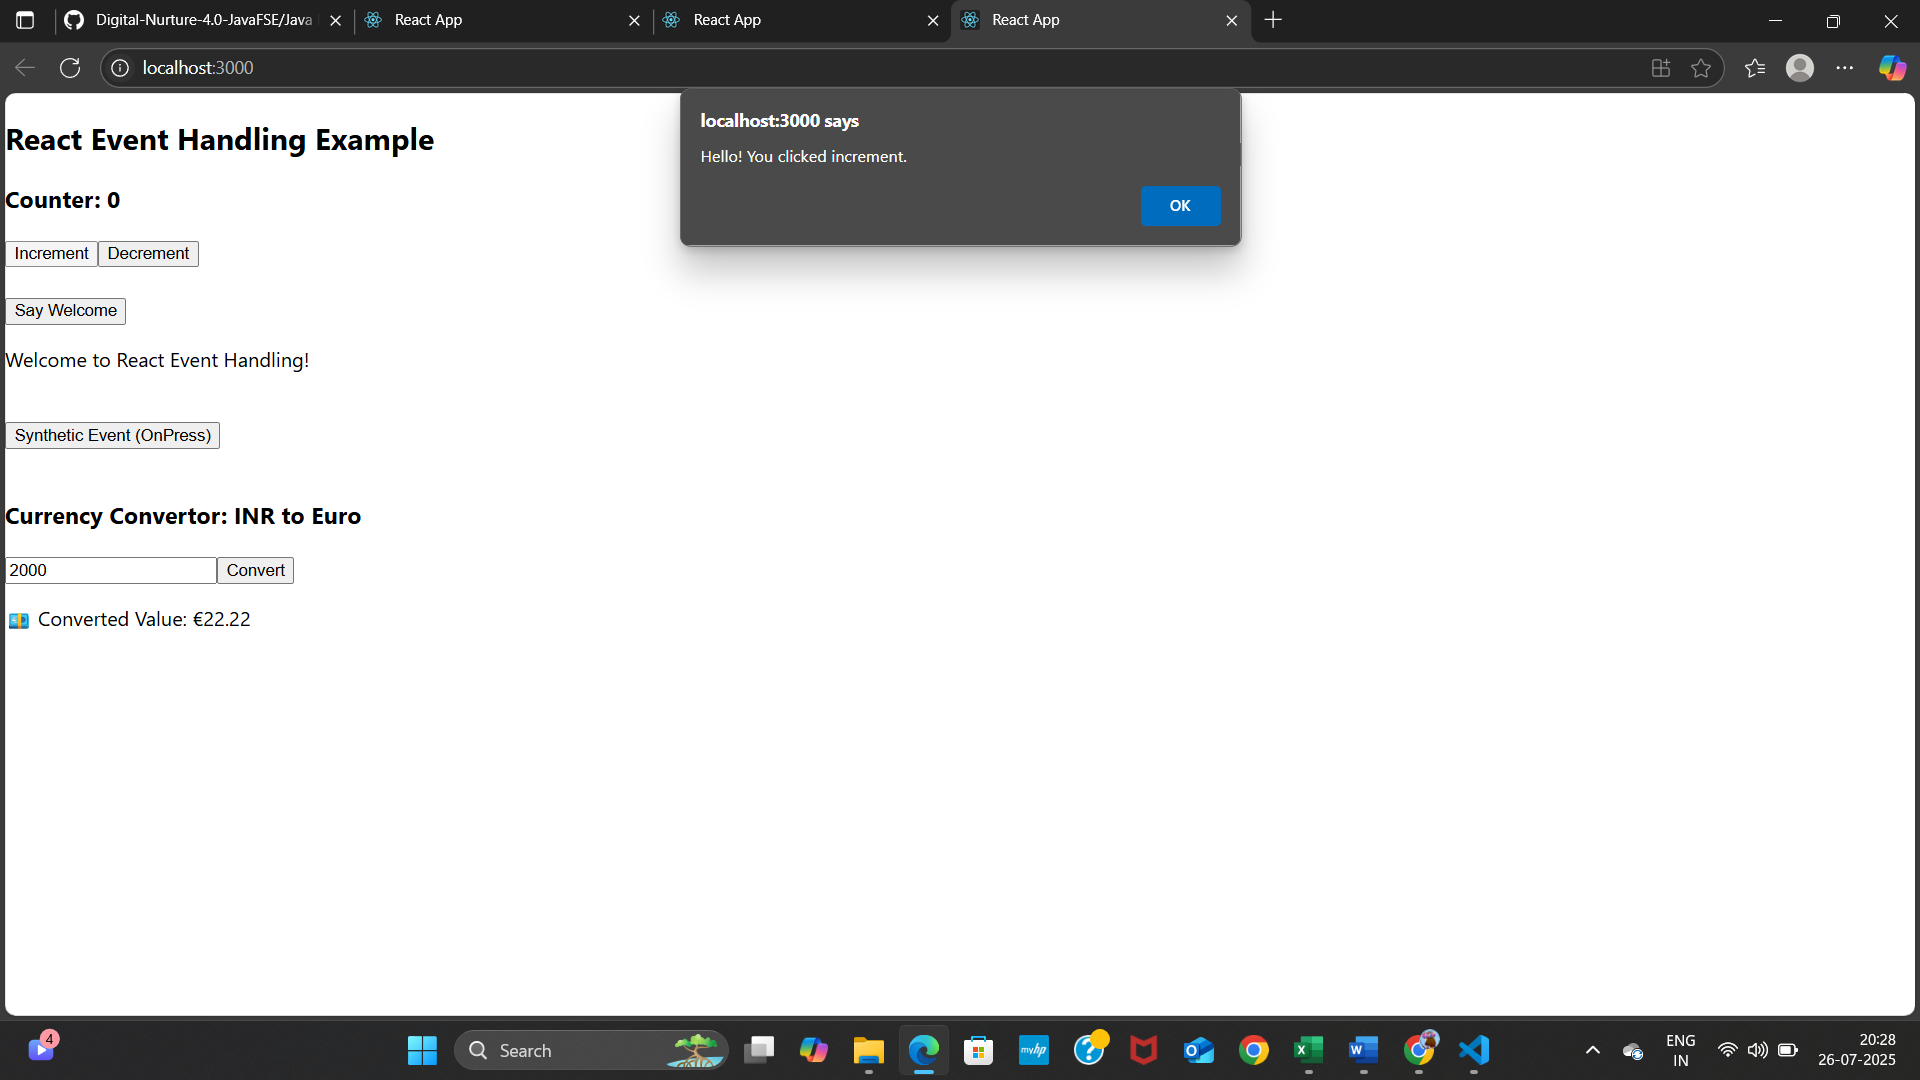 Digital-Nurture-4.0-JavaFSE/Java
React App
React App
React App
localhost:3000
localhost:3000 says
Hello! You clicked increment.
OK
React Event Handling Example
Counter: 0
Increment Decrement
Say Welcome
Welcome to React Event Handling!
Synthetic Event (OnPress)
Currency Convertor: INR to Euro
2000 Convert
Converted Value: €22.22
4
Search
myhp
ENG
IN
20:28
26-07-2025